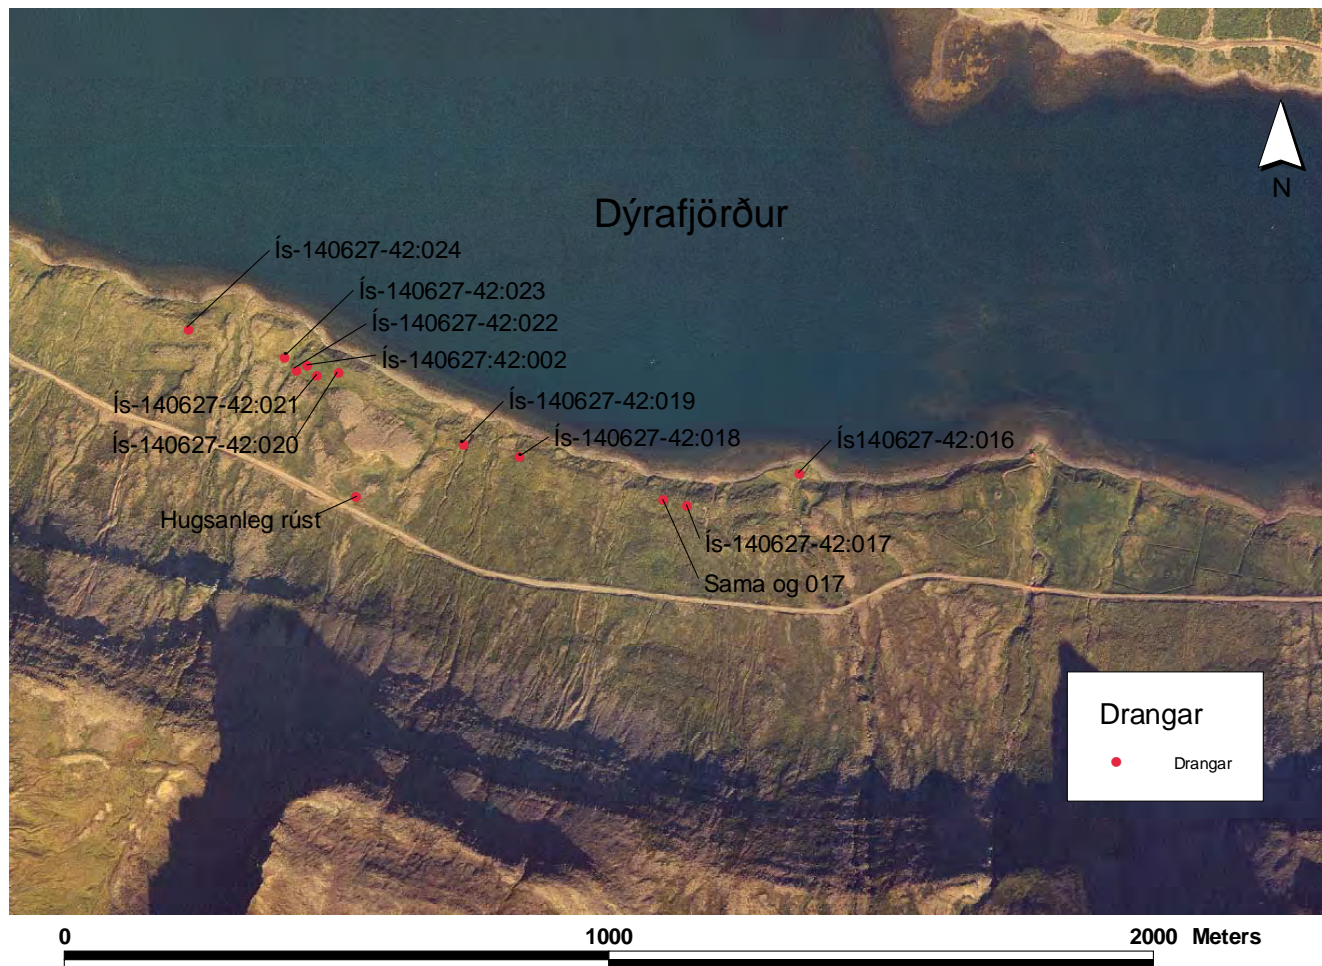 N
Dýrafjörður
Ís-140627-42:024
Ís-140627-42:023
Ís-140627-42:022
Ís-140627:42:002
Ís-140627-42:021
Ís-140627-42:020
Ís-140627-42:019
Ís-140627-42:018
Ís140627-42:016
Hugsanleg rúst
Ís-140627-42:017
Sama og 017
Drangar
Drangar
0 1000 2000 Meters